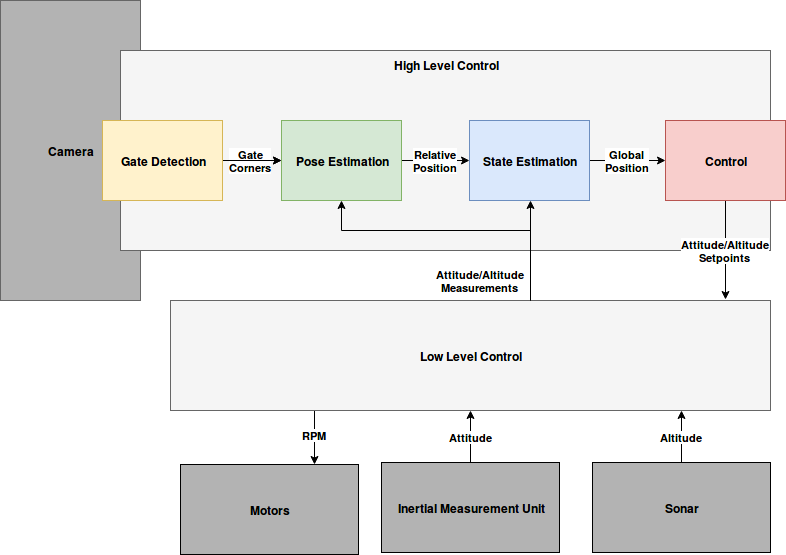 High Level Control
Camera
Gate Detection
Gate
Corners
Pose Estimation
Relative
Position
State Estimation
Global
Position
Control
Attitude/Altitude
Setpoints
Attitude/Altitude
Measurements
Low Level Control
RPM
Attitude
Altitude
Motors
Inertial Measurement Unit
Sonar